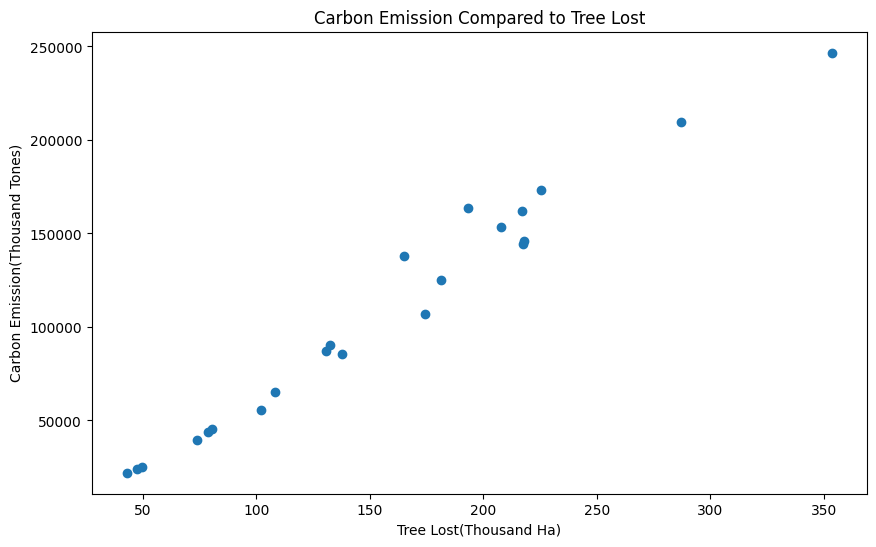 Carbon Emission Compared to Tree Lost
250000
200000
150000
100000
50000
Carbon Emission(Thousand Tones)
50 100 150 200 250 300 350
Tree Lost(Thousand Ha)